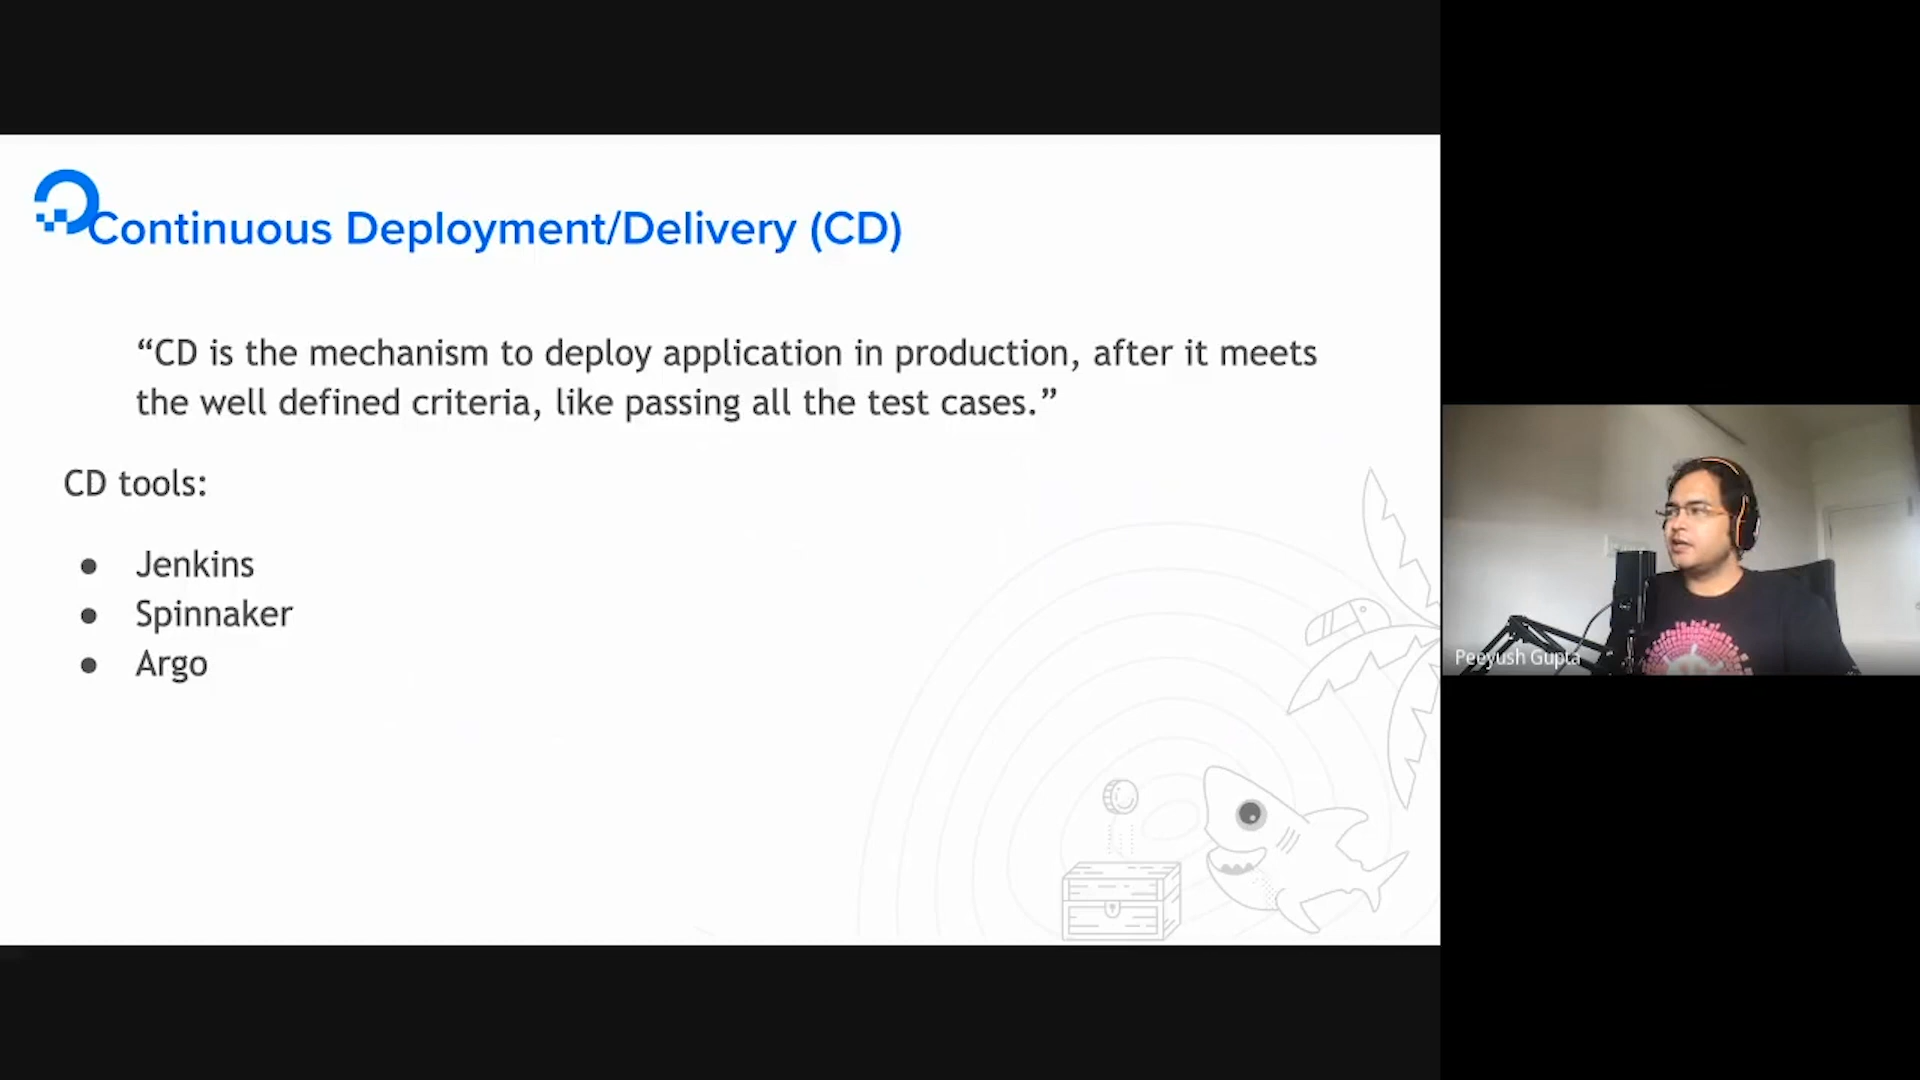 Continuous Deployment/Delivery (CD)
“CD is the mechanism to deploy application in production, after it meets
the well defined criteria, like passing all the test cases.”
CD tools:
● Jenkins
● Spinnaker
● Argo
Peeyush Gupta